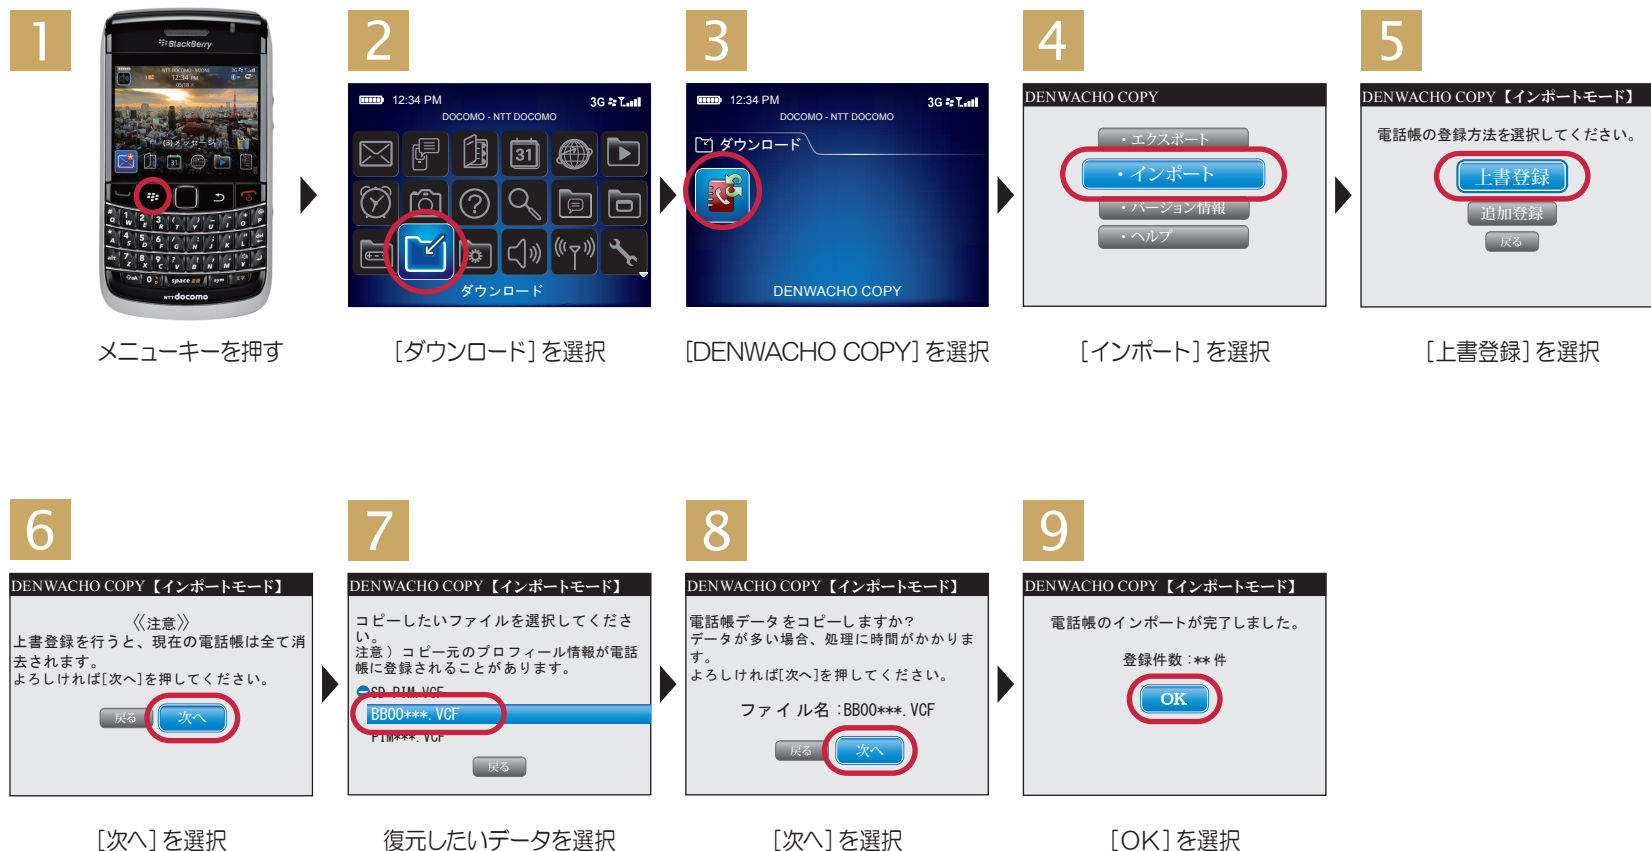 1
BlackBerry
NTT DOCOMO - MZONE
12:34 PM
(3)メッセージ
NTT docomo
メニューキーを押す
2
12:34 PM
3G
DOCOMO - NTT DOCOMO
31
ダウンロード
[ダウンロード]を選択
3
12:34 PM
3G
DOCOMO - NTT DOCOMO
ダウンロード
DENWACHO COPY
[DENWACHO COPY]を選択
4
DENWACHO COPY
・エクスポート
・インポート
・バージョン情報
・ヘルプ
[インポート]を選択
5
DENWACHO COPY【インポートモード】
電話帳の登録方法を選択してください。
上書登録
追加登録
戻る
[上書登録]を選択
6
DENWACHO COPY【インポートモード】
《注意》
上書登録を行うと、現在の電話帳は全て消
去されます。
よろしければ[次へ]を押してください。
戻る
次へ
[次へ]を選択
7
DENWACHO COPY【インポートモード】
コピーしたいファイルを選択してくださ
い。
注意）コピー元のプロフィール情報が電話
帳に登録されることがあります。
SD-PIM.VCF
BB00***.VCF
PIM***.VCF
戻る
復元したいデータを選択
8
DENWACHO COPY【インポートモード】
電話帳データをコピーしますか?
データが多い場合、処理に時間がかかりま
す。
よろしければ[次へ]を押してください。
ファイル名:BB00***.VCF
戻る
次へ
[次へ]を選択
9
DENWACHO COPY【インポートモード】
電話帳のインポートが完了しました。
登録件数:**件
OK
[OK]を選択